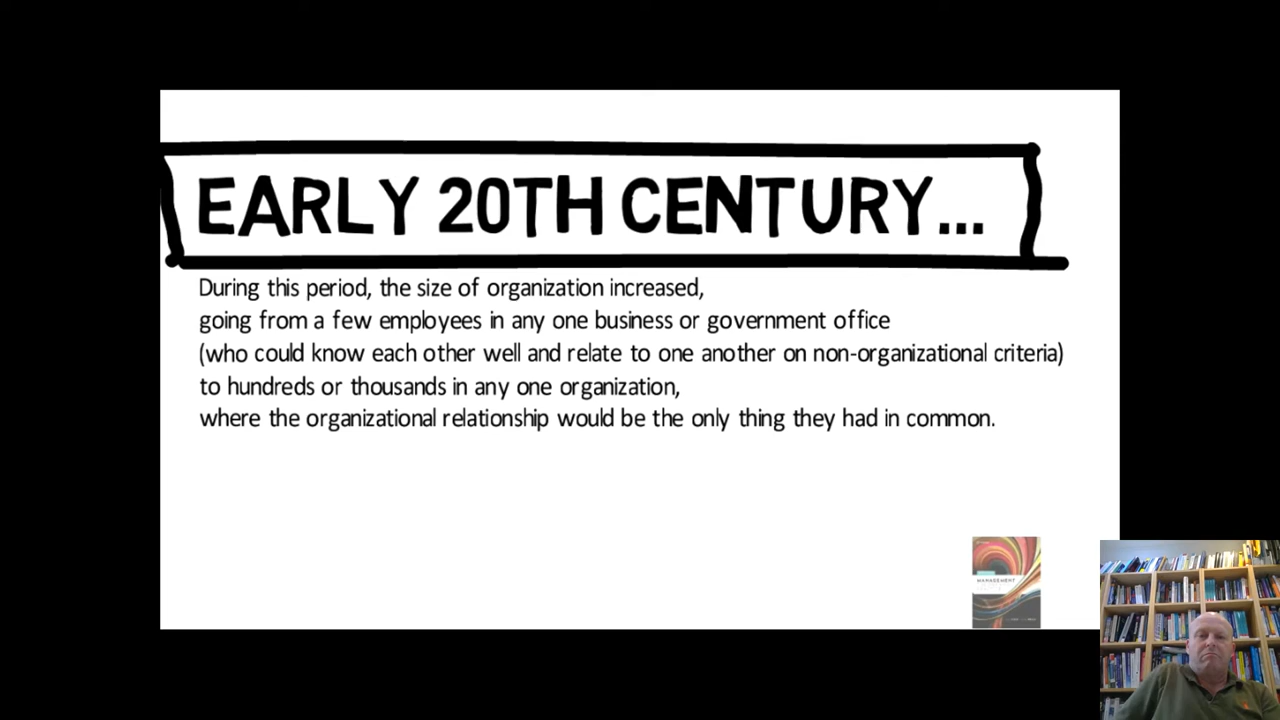 EARLY 20TH CENTURY...
During this period, the size of organization increased,
going from a few employees in any one business or government office
(who could know each other well and relate to one another on non-organizational criteria)
to hundreds or thousands in any one organization,
where the organizational relationship would be the only thing they had in common.
MANAGEMENT